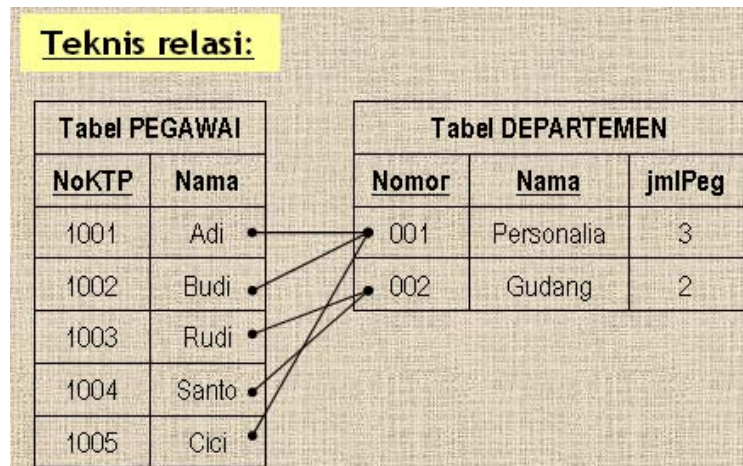 Teknis relasi:
Tabel PEGAWAI
NoKTP Nama
1001 Adi
1002 Budi
1003 Rudi
1004 Santo
1005 Cici
Tabel DEPARTEMEN
Nomor Nama jmlPeg
001 Personalia 3
002 Gudang 2